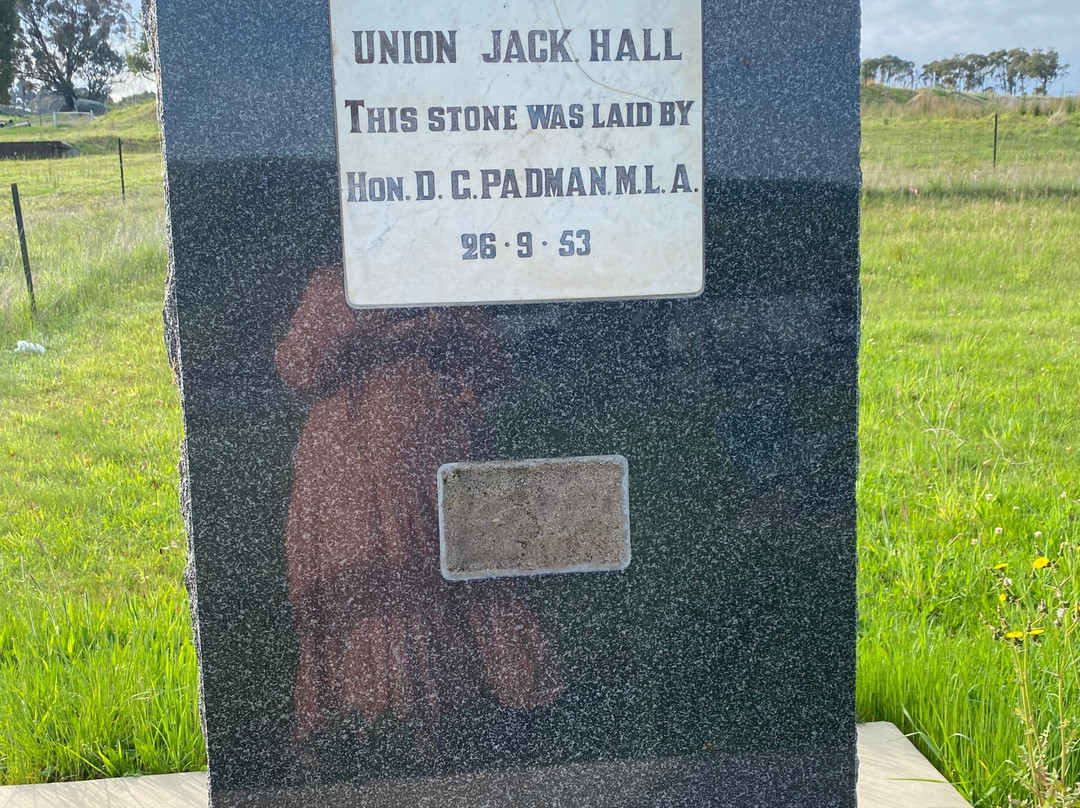 UNION JACK HALL
THIS STONE WAS LAID BY
HON. D. C. PADMAN. M. L. A.
26 · 9 · 53